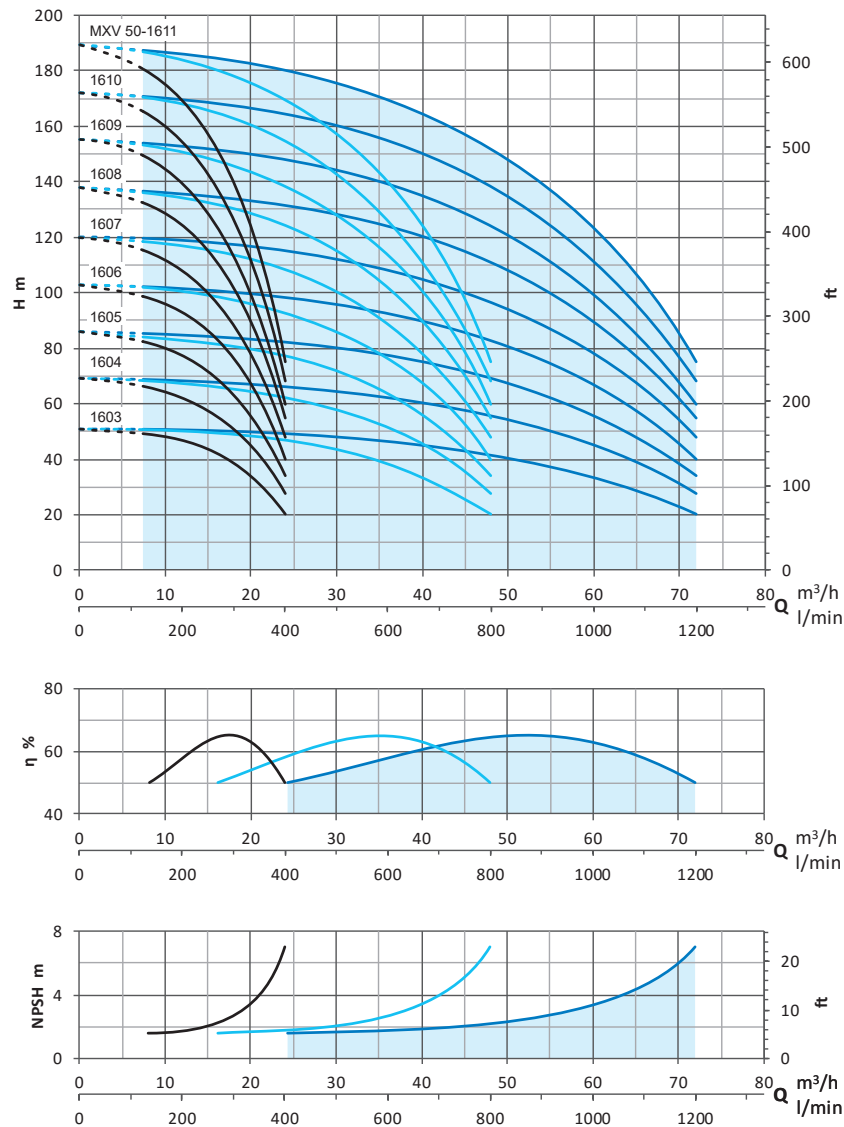 200
MXV 50-1611
180
1610
160
1609
140
1608
120
1607
100
1606
80
1605
1604
60
1603
40
20
0
H m
600
500
400
300
200
100
0
ft
0 10 20 30 40 50 60 70 80
Q m³/h
l/min
0 200 400 600 800 1000 1200
80
60
40
η %
0 10 20 30 40 50 60 70 80
Q m³/h
l/min
0 200 400 600 800 1000 1200
8
4
0
NPSH m
20
10
0
ft
0 10 20 30 40 50 60 70 80
Q m³/h
l/min
0 200 400 600 800 1000 1200